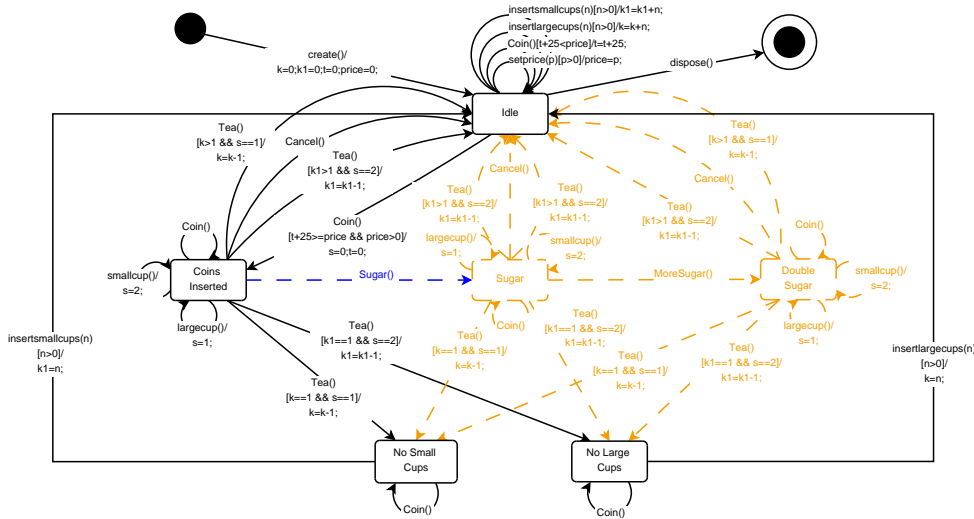 insertsmallcups(n)[n>0]/k1=k1+n;
insertlargecups(n)[n>0]/k=k+n;
Coin()[t+25<price]/t=t+25;
setprice(p)[p>0]/price=p;
create()/
k=0;k1=0;t=0;price=0;
dispose()
Idle
Tea()
[k>1 && s==1]/
k=k-1;
Cancel()
Tea()
[k1>1 && s==2]/
k1=k1-1;
Coin()
[t+25>=price && price>0]/
s=0;t=0;
Cancel()
Tea()
[k1>1 && s==2]/
k1=k1-1;
Tea()
[k1>1 && s==2]/
k1=k1-1;
Tea()
[k>1 && s==1]/
k=k-1;
Cancel()
Tea()
[k1>1 && s==2]/
k1=k1-1;
Coin()
smallcup()/
s=2;
Coins
Inserted
largecup()/
s=1;
Sugar()
largecup()/
s=1;
smallcup()/
s=2;
Sugar
Coin()
MoreSugar()
Coin()
Double
Sugar
smallcup()/
s=2;
largecup()/
s=1;
insertsmallcups(n)
[n>0]/
k1=n;
Tea()
[k==1 && s==1]/
k=k-1;
Tea()
[k1==1 && s==2]/
k1=k1-1;
Tea()
[k==1 && s==1]/
k=k-1;
Tea()
[k1==1 && s==2]/
k1=k1-1;
Tea()
[k==1 && s==1]/
k=k-1;
Tea()
[k1==1 && s==2]/
k1=k1-1;
insertlargecups(n)
[n>0]/
k=n;
No Small
Cups
Coin()
No Large
Cups
Coin()